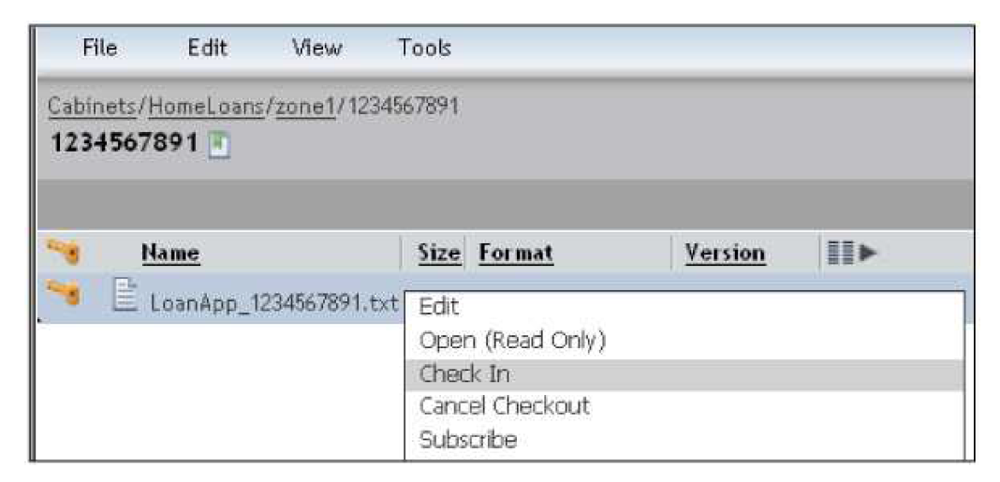 File Edit View Tools
Cabinets/HomeLoans/zone1/1234567891
1234567891
Name Size Format Version
LoanApp_1234567891.txt
Edit
Open (Read Only)
Check In
Cancel Checkout
Subscribe